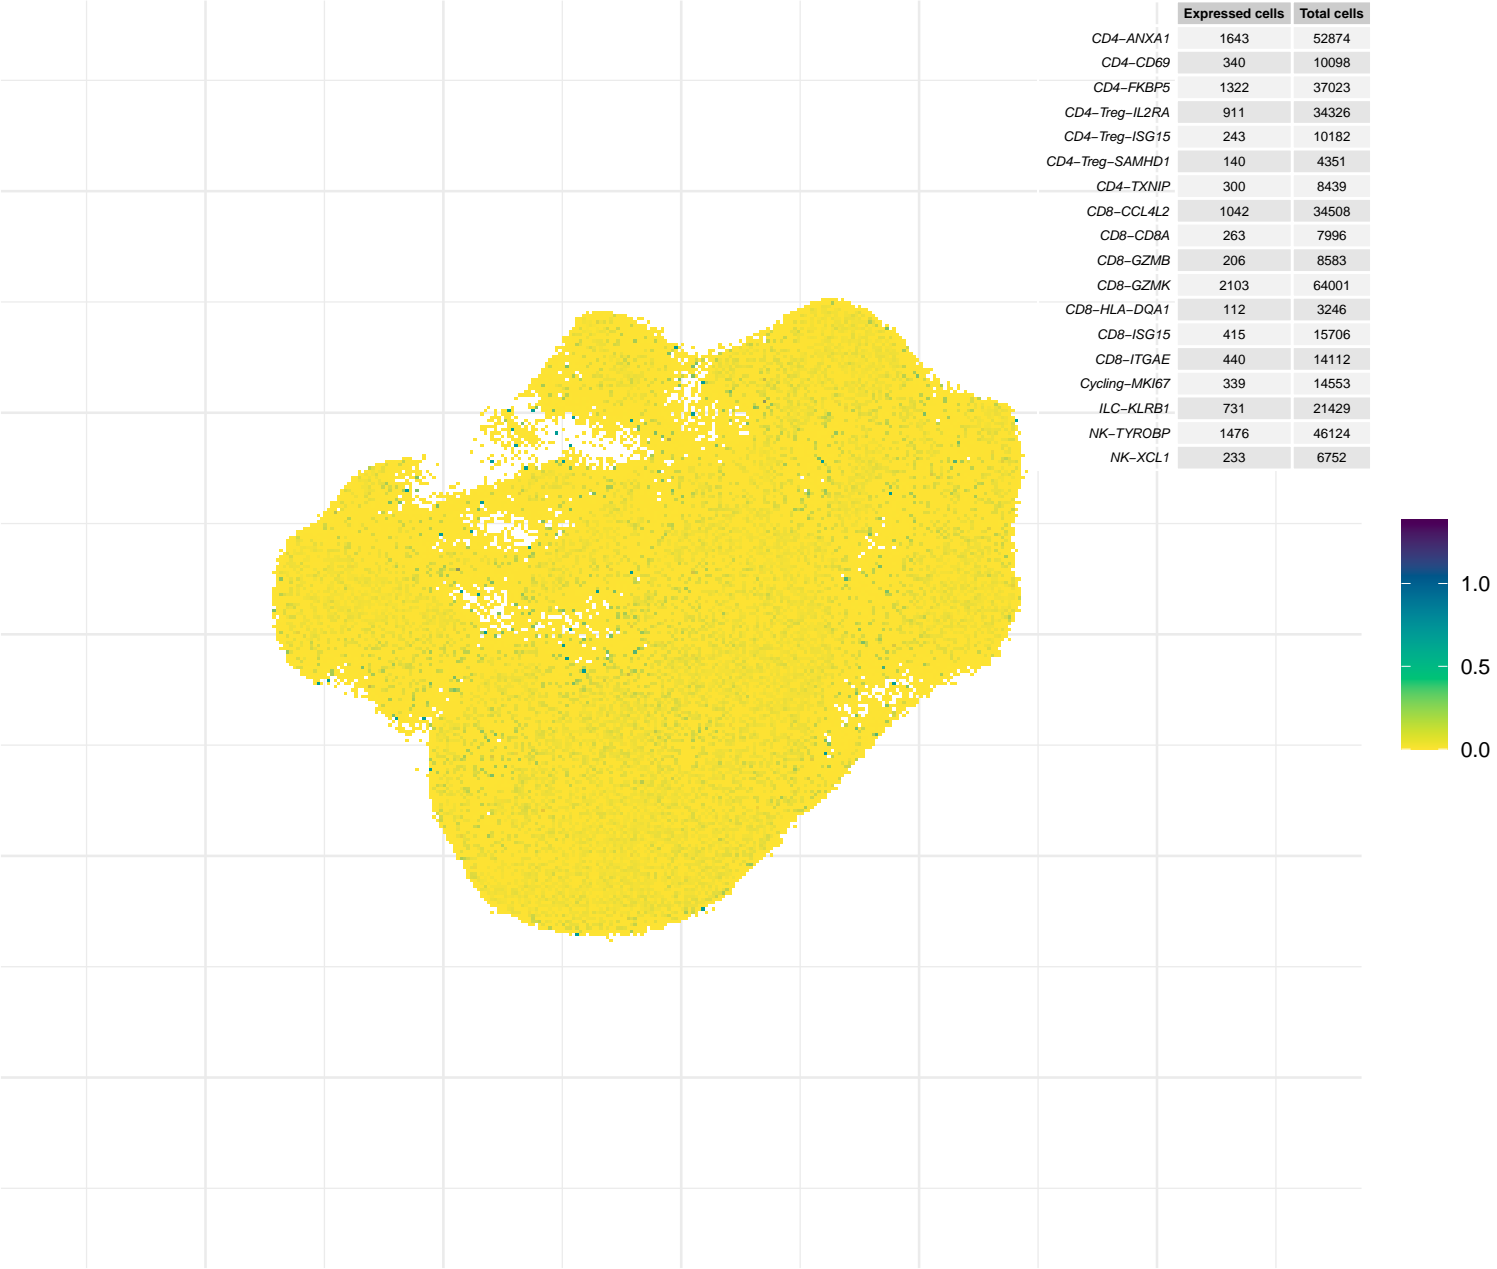 Expressed cells Total cells
CD4−ANXA1 1643 52874
CD4−CD69 340 10098
CD4−FKBP5 1322 37023
CD4−Treg−IL2RA 911 34326
CD4−Treg−ISG15 243 10182
CD4−Treg−SAMHD1 140 4351
CD4−TXNIP 300 8439
CD8−CCL4L2 1042 34508
CD8−CD8A 263 7996
CD8−GZMB 206 8583
CD8−GZMK 2103 64001
CD8−HLA−DQA1 112 3246
CD8−ISG15 415 15706
CD8−ITGAE 440 14112
Cycling−MKI67 339 14553
ILC−KLRB1 731 21429
NK−TYROBP 1476 46124
NK−XCL1 233 6752
1.0
0.5
0.0